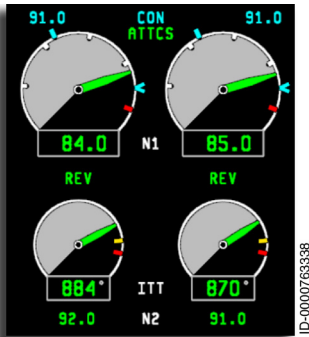 91.0 CON 91.0
ATTCS
84.0 N1 85.0
REV REV
884° ITT 870°
92.0 N2 91.0
ID-0000763338